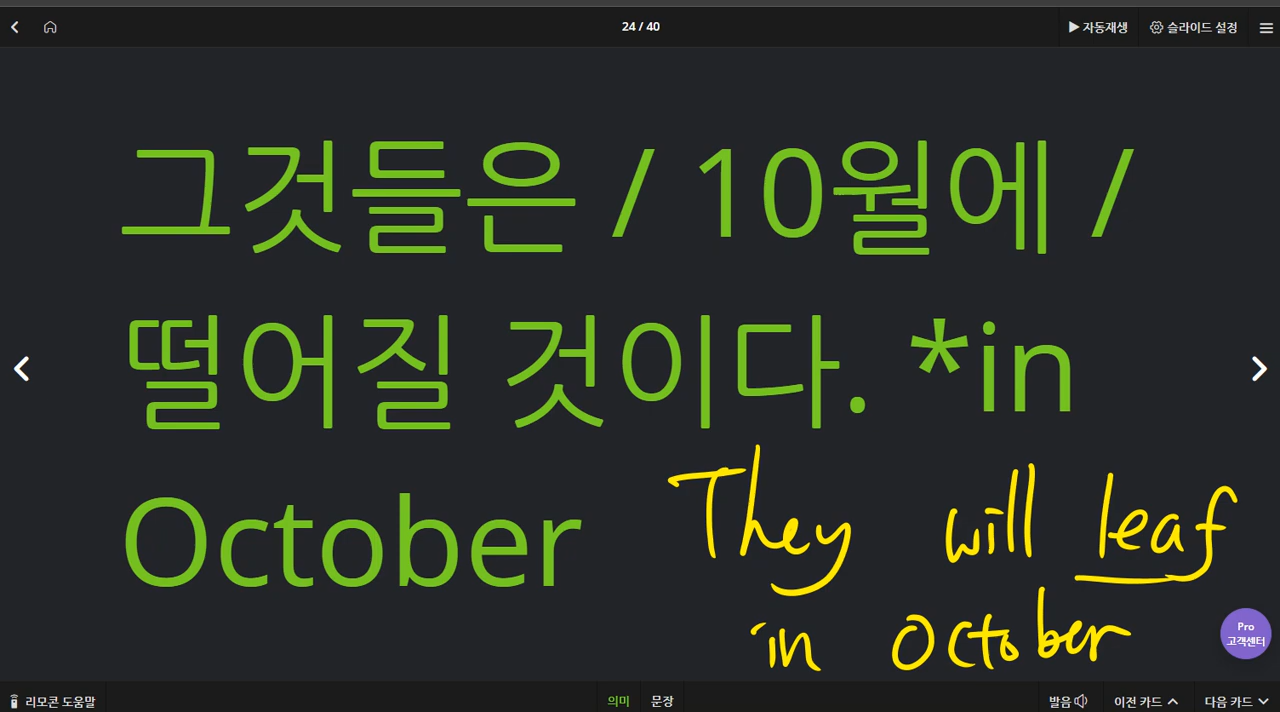 24 / 40
자동재생
슬라이드 설정
그것들은 / 10월에 /
떨어질 것이다. *in
October
They will leaf
in October
Pro
고객센터
리모콘 도움말
의미
문장
발음
이전 카드
다음 카드